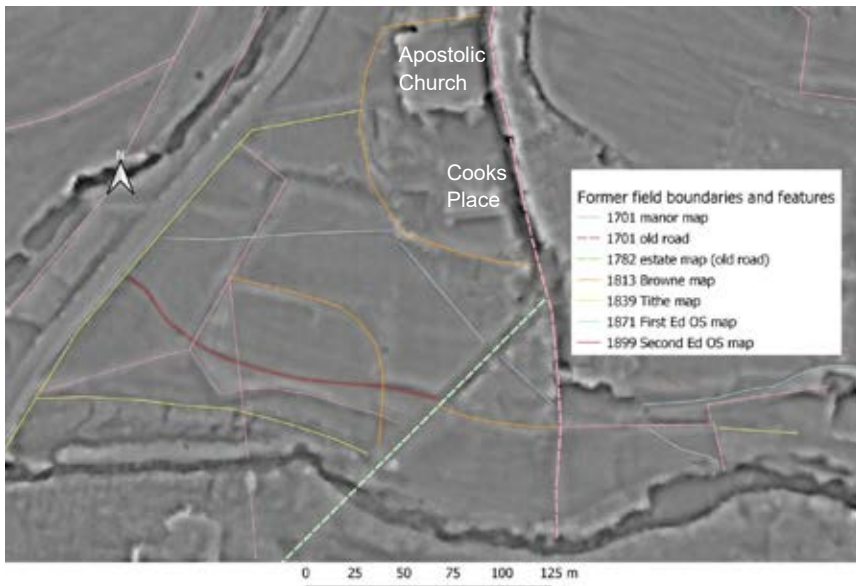 Apostolic
Church
N
Cooks
Place
Former field boundaries and features
1701 manor map
1701 old road
1782 estate map (old road)
1813 Browne map
1839 Tithe map
1871 First Ed OS map
1899 Second Ed OS map
0 25 50 75 100 125 m